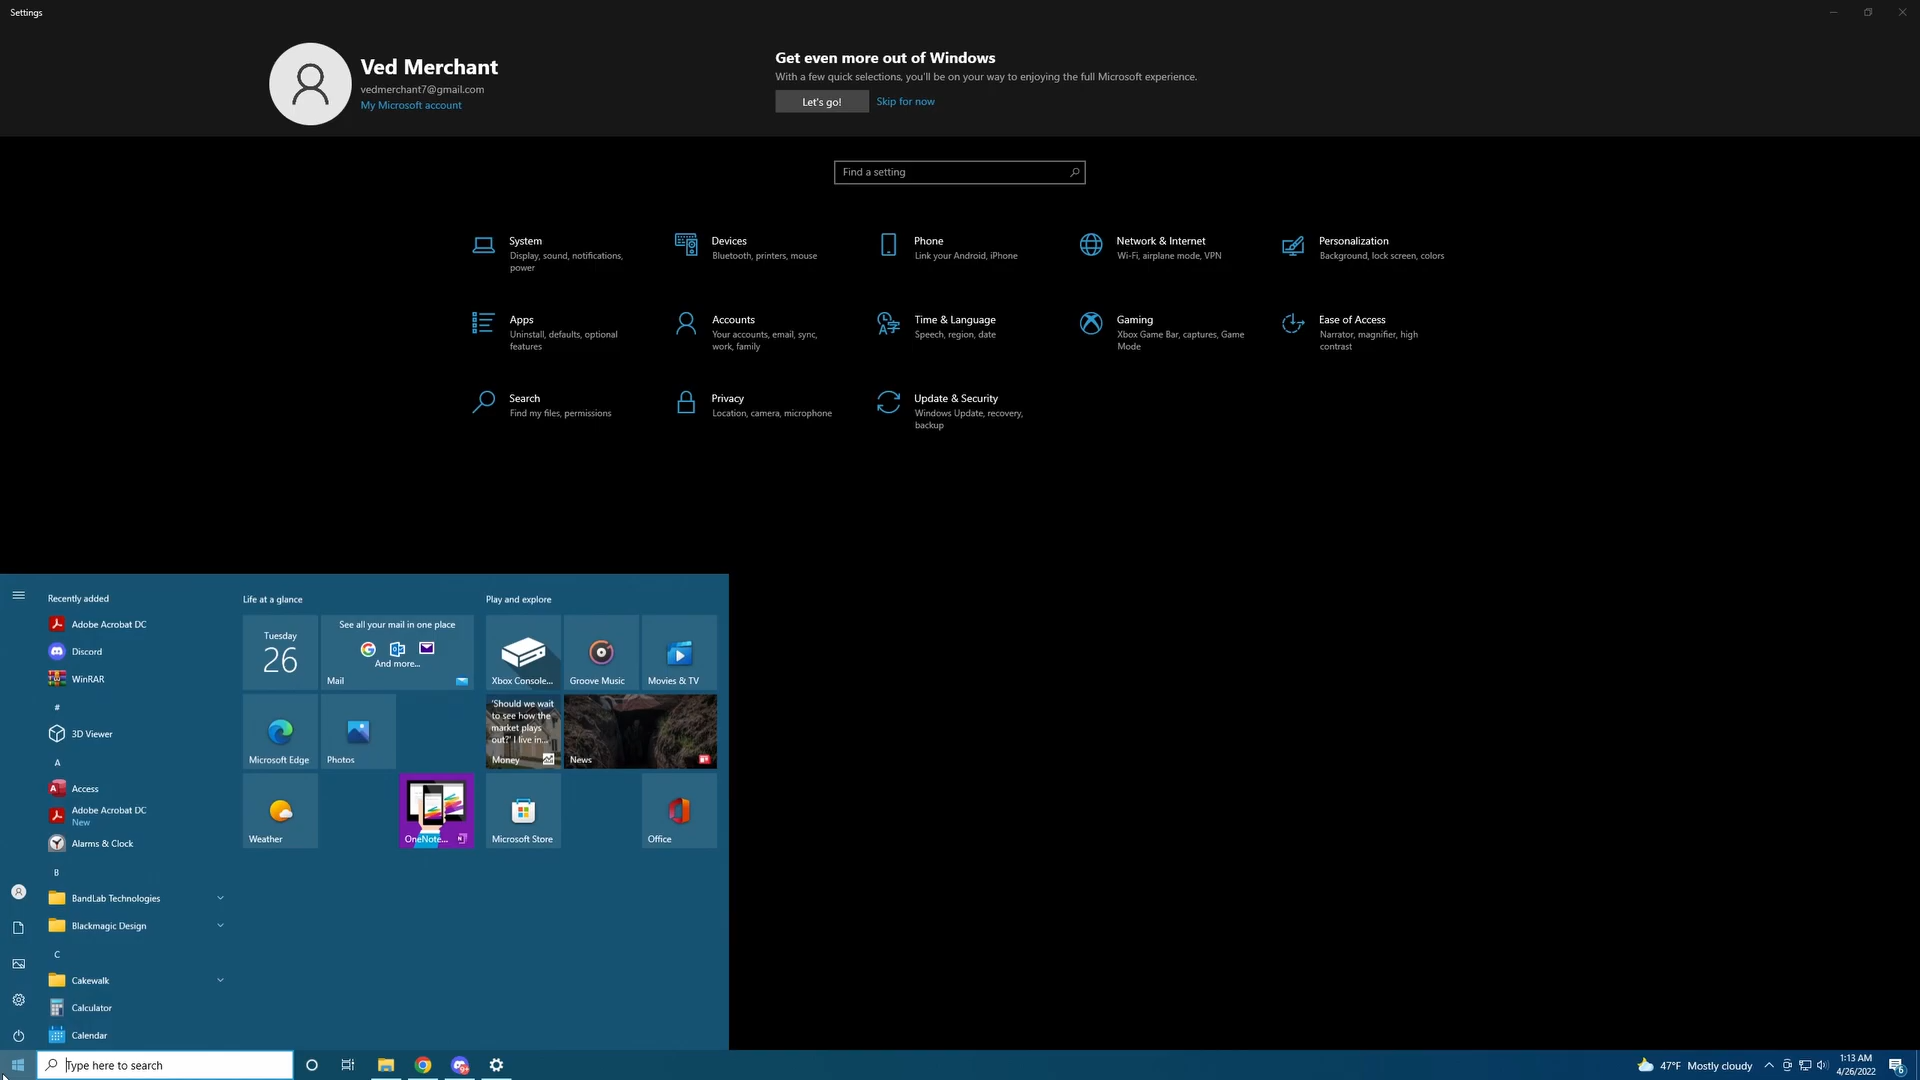 Settings
Ved Merchant
vedmerchant7@gmail.com
My Microsoft account
Get even more out of Windows
With a few quick selections, you'll be on your way to enjoying the full Microsoft experience.
Let's go!
Skip for now
Find a setting
System
Display, sound, notifications,
power
Devices
Bluetooth, printers, mouse
Phone
Link your Android, iPhone
Network & Internet
Wi-Fi, airplane mode, VPN
Personalization
Background, lock screen, colors
Apps
Uninstall, defaults, optional
features
Accounts
Your accounts, email, sync,
work, family
Time & Language
Speech, region, date
Gaming
Xbox Game Bar, captures, Game
Mode
Ease of Access
Narrator, magnifier, high
contrast
Search
Find my files, permissions
Privacy
Location, camera, microphone
Update & Security
Windows Update, recovery,
backup
Recently added
Adobe Acrobat DC
Discord
WinRAR
#
3D Viewer
A
Access
Adobe Acrobat DC
New
Alarms & Clock
B
BandLab Technologies
Blackmagic Design
C
Cakewalk
Calculator
Calendar
Life at a glance
Tuesday
26
See all your mail in one place
And more...
Mail
Microsoft Edge
Photos
Weather
OneNote...
Play and explore
Xbox Console...
Groove Music
Movies & TV
'Should we wait
to see how the
market plays
out?' I live in...
Money
News
Microsoft Store
Office
Type here to search
9+
47°F Mostly cloudy
1:13 AM
4/26/2022
6